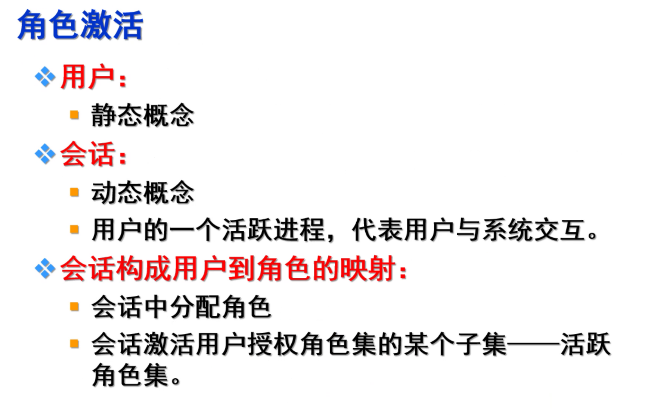 角色激活
用户：
静态概念
会话：
动态概念
用户的一个活跃进程，代表用户与系统交互。
会话构成用户到角色的映射：
会话中分配角色
会话激活用户授权角色集的某个子集——活跃
角色集。